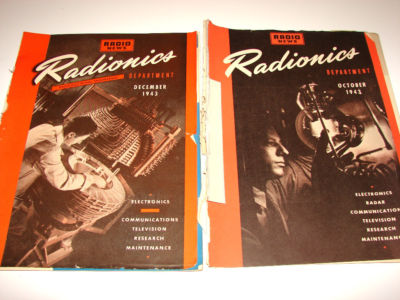 RADIO
NEWS
Radionics
DEPARTMENT
DECEMBER
1943
ELECTRONICS
COMMUNICATIONS
TELEVISION
RESEARCH
MAINTENANCE
RADIO
NEWS
Radionics
DEPARTMENT
OCTOBER
1943
ELECTRONICS
RADAR
COMMUNICATIONS
TELEVISION
RESEARCH
MAINTENANCE